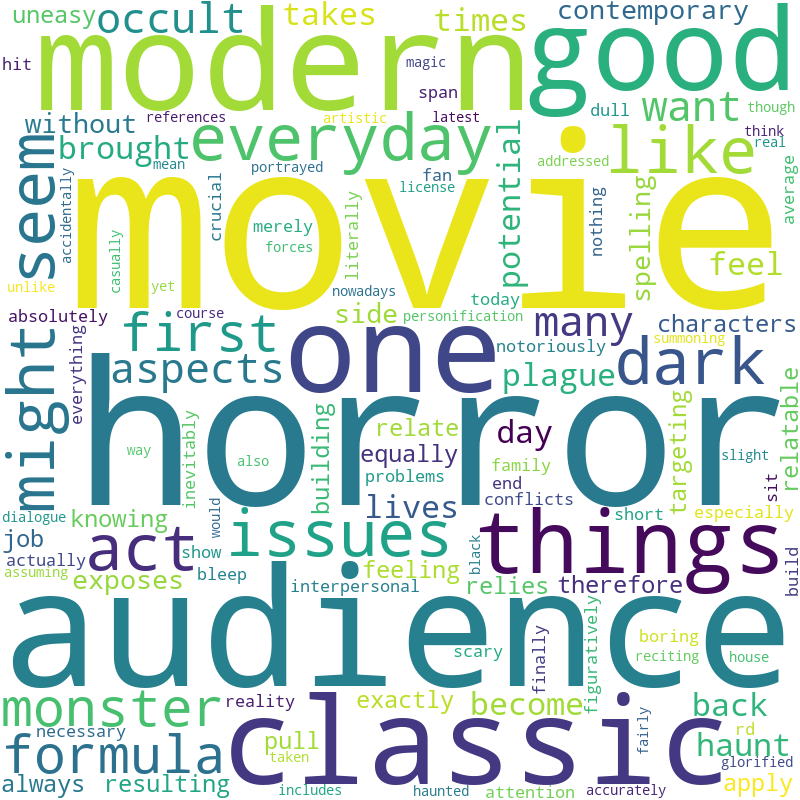 uneasy occult takes times contemporary
hit modern magic good
span
without references artistic latest dull want though
brought everyday like think real
seem mean portrayed fan potential addressed average
accidentally movie license nothing
crucial merely literally spelling feel
casually forces
unlike yet nowadays today
absolutely course side personification many characters
first one notoriously summoning
everything aspects plague dark
might horror relatable
inevitably building relate day targeting
way also equally family slight
problems end conflicts sit
dialogue knowing would lives short especially
job act issues things
actually show black
assuming exposes bleep interpersonal feeling relies therefore build
audience
scary finally figuratively boring
reciting house
monster reality exactly become back
necessary classic fairly rd
formula pull haunt
taken glorified
always resulting includes haunted attention accurately apply